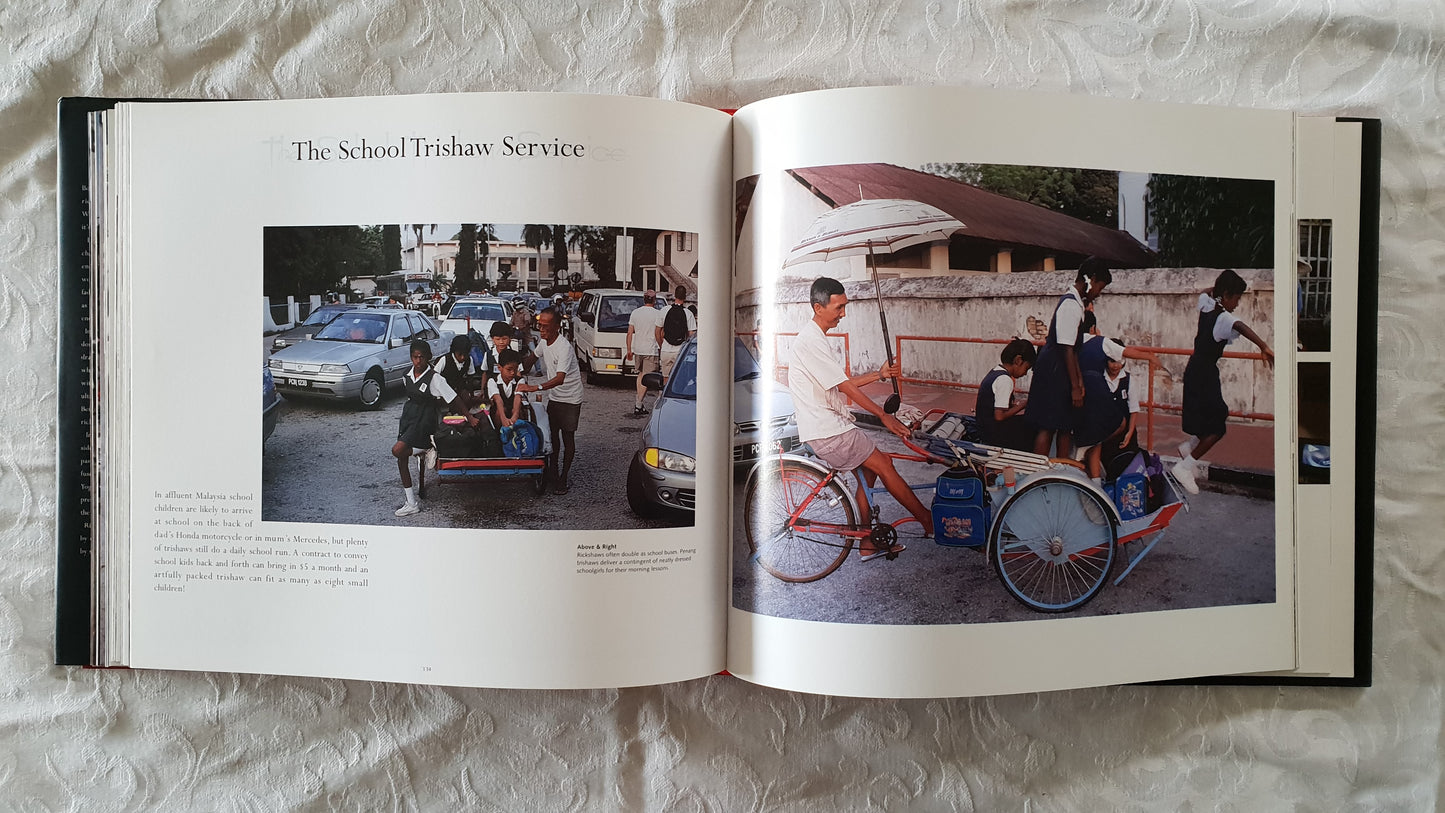 The School Trishaw Service
PCB 1230
In affluent Malaysia school
children are likely to arrive
at school on the back of
dad's Honda motorcycle or in mum's Mercedes, but plenty
of trishaws still do a daily school run. A contract to convey
school kids back and forth can bring in $5 a month and an
artfully packed trishaw can fit as many as eight small
children!
Above & Right
Rickshaws often double as school buses. Penang
trishaws deliver a contingent of neatly dressed
schoolgirls for their morning lessons.
134